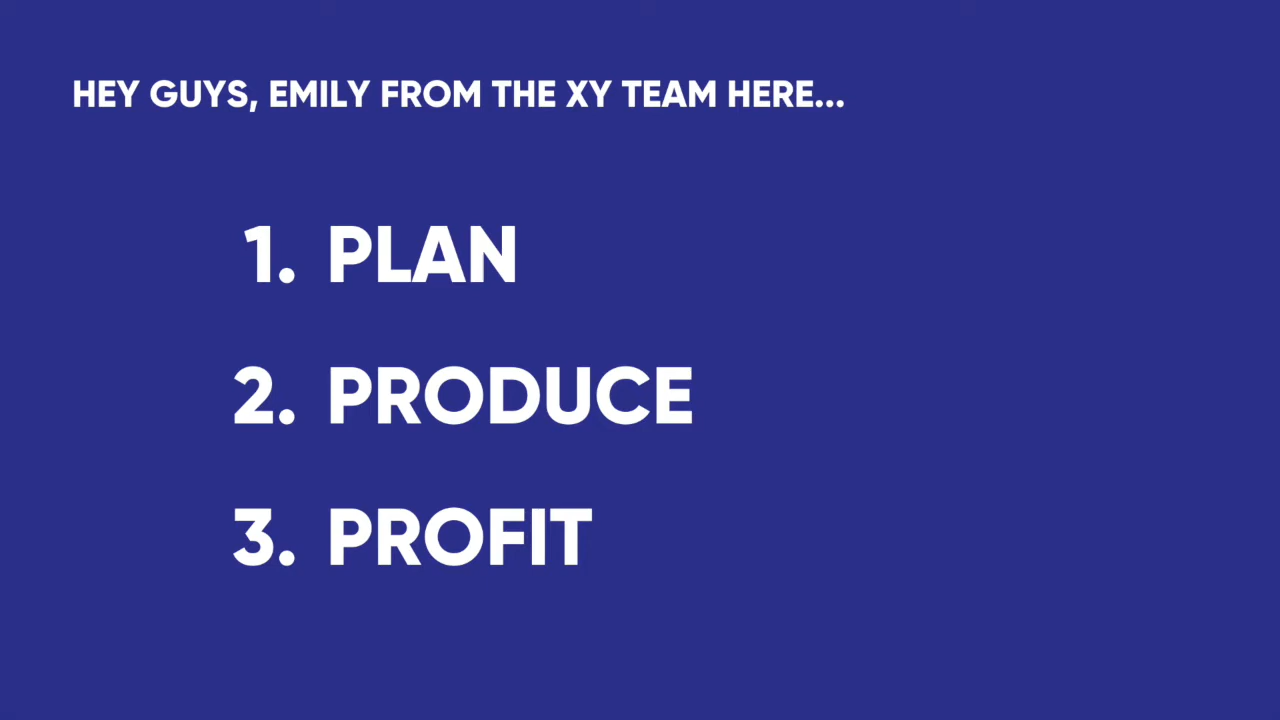 HEY GUYS, EMILY FROM THE XY TEAM HERE...
1. PLAN
2. PRODUCE
3. PROFIT